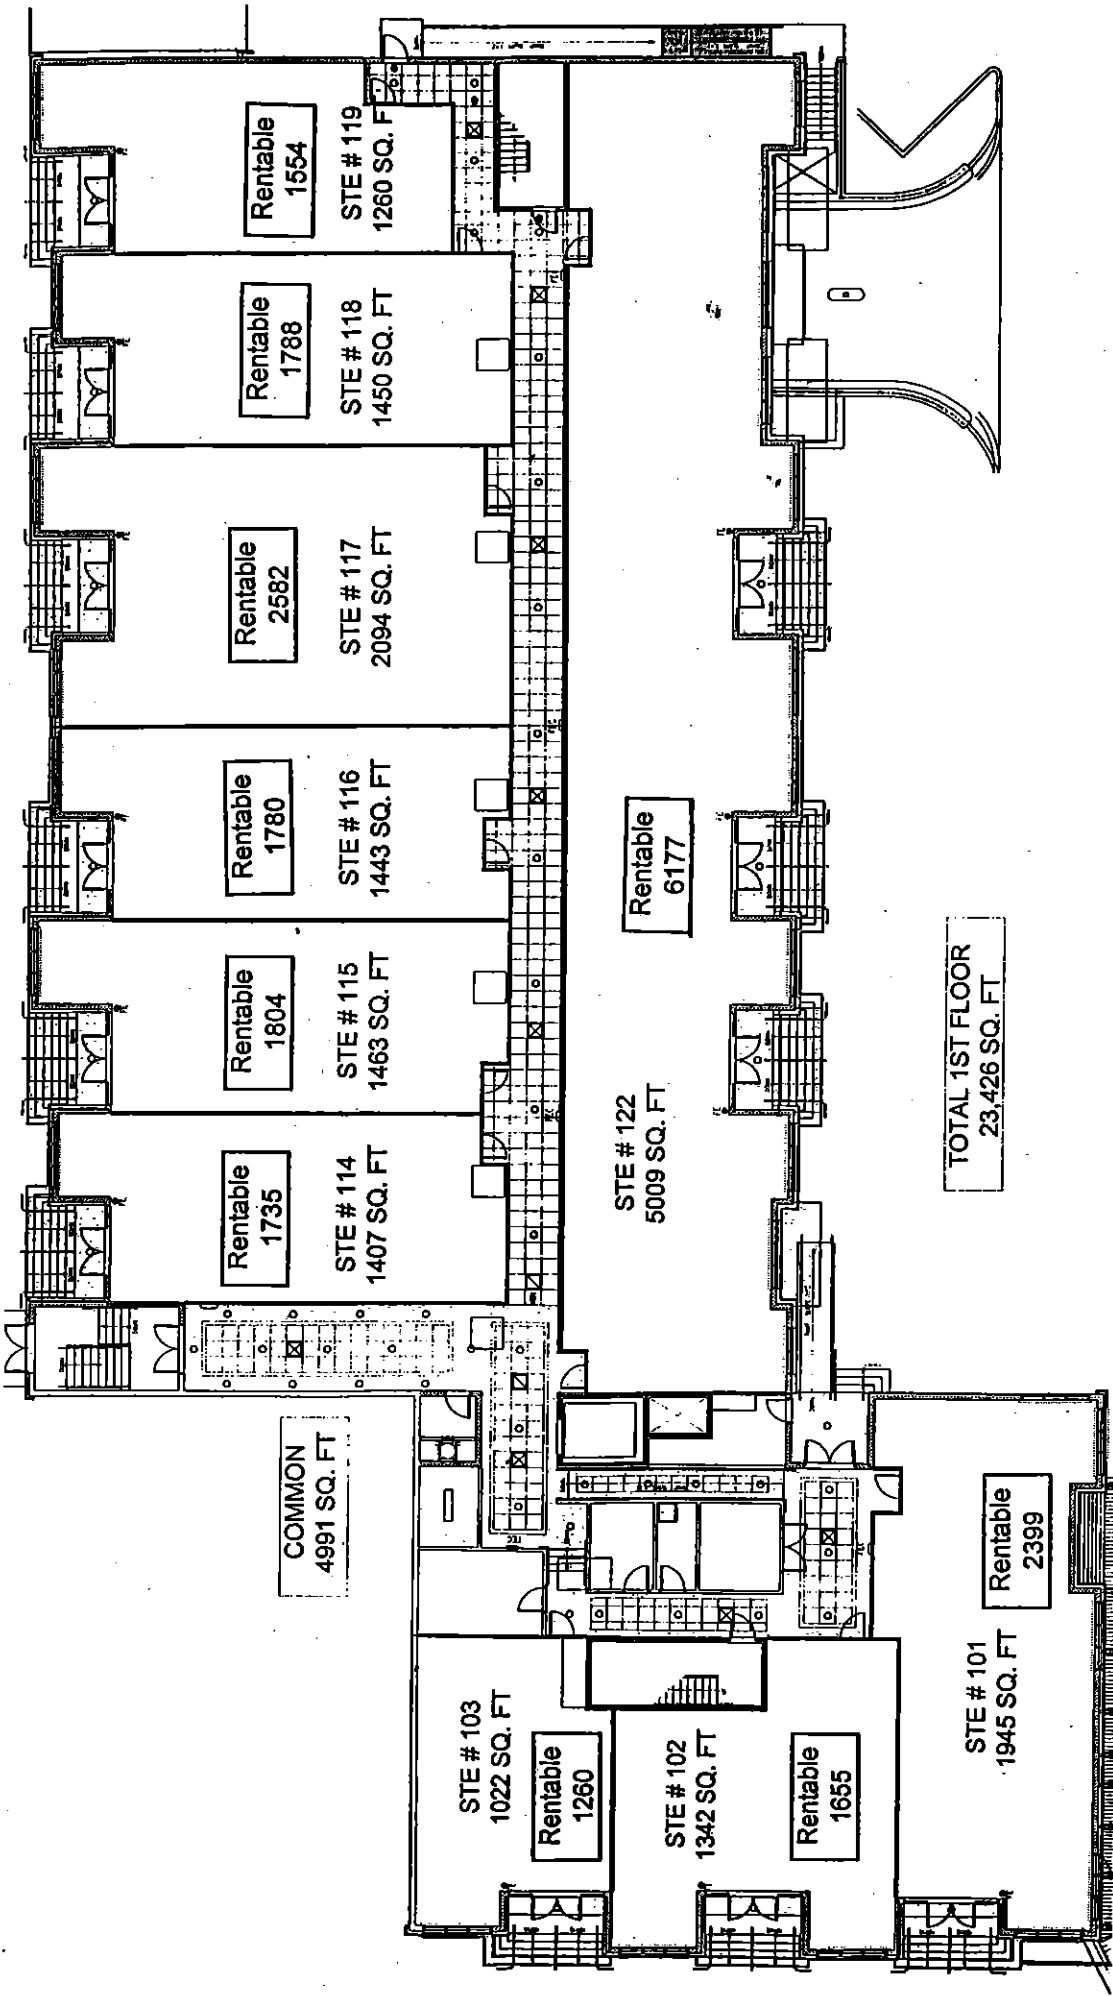 Rentable
1554
STE # 119
1260 SQ. F
Rentable
1788
STE # 118
1450 SQ. FT
Rentable
2582
STE # 117
2094 SQ. FT
Rentable
1780
STE # 116
1443 SQ. FT
Rentable
1804
STE # 115
1463 SQ. FT
Rentable
1735
STE # 114
1407 SQ. FT
Rentable
6177
STE # 122
5009 SQ. FT
TOTAL 1ST FLOOR
23,426 SQ. FT
COMMON
4991 SQ. FT
STE # 103
1022 SQ. FT
Rentable
1260
STE # 102
1342 SQ. FT
Rentable
1655
STE # 101
1945 SQ. FT
Rentable
2399